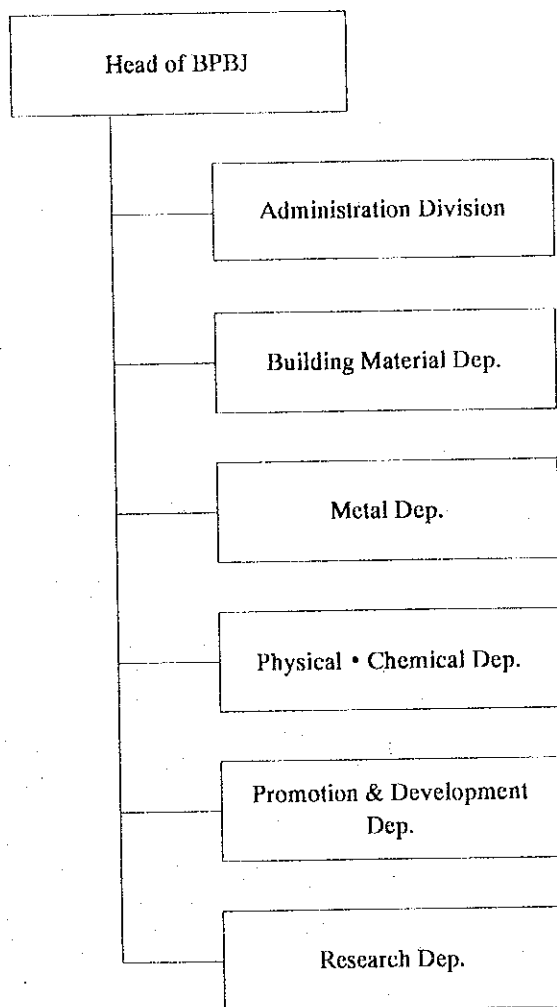 Head of BPBJ
Administration Division
Building Material Dep.
Metal Dep.
Physical • Chemical Dep.
Promotion & Development
Dep.
Research Dep.